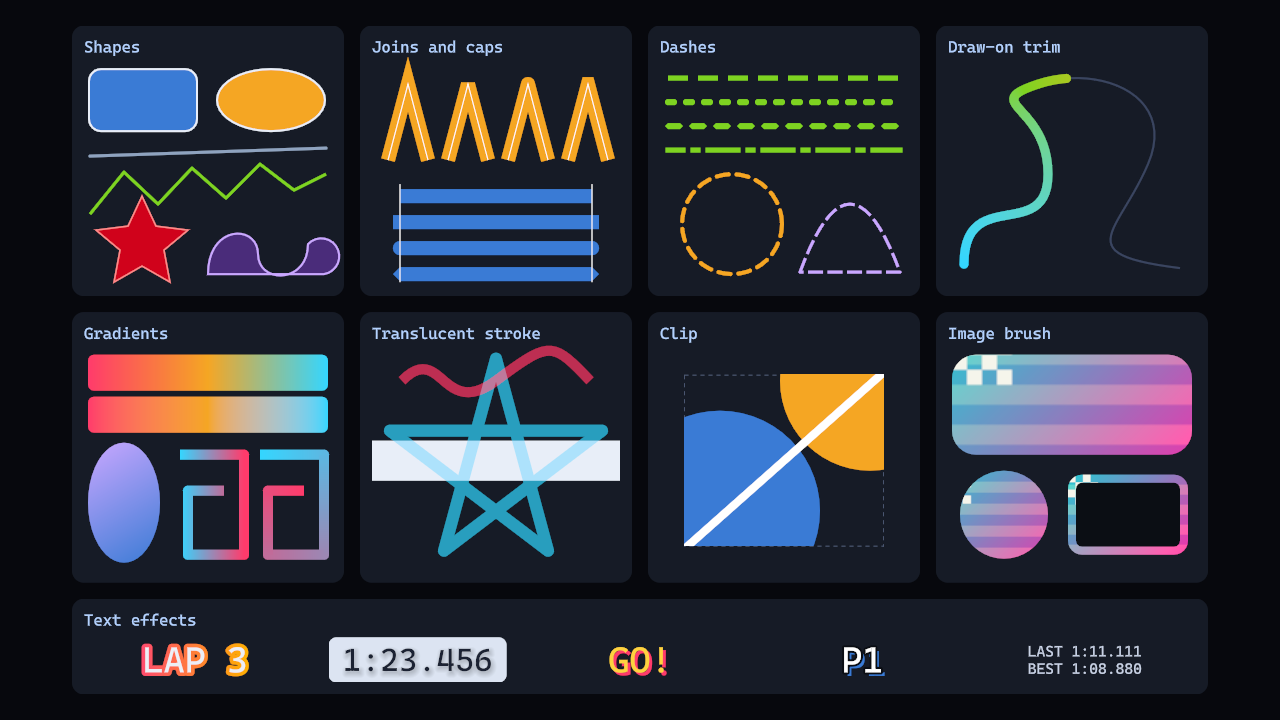 Shapes
Joins and caps
Dashes
Draw-on trim
Gradients
Translucent stroke
Clip
Image brush
Text effects
LAP 3
1:23.456
GO!
P1
LAST 1:11.111
BEST 1:08.880